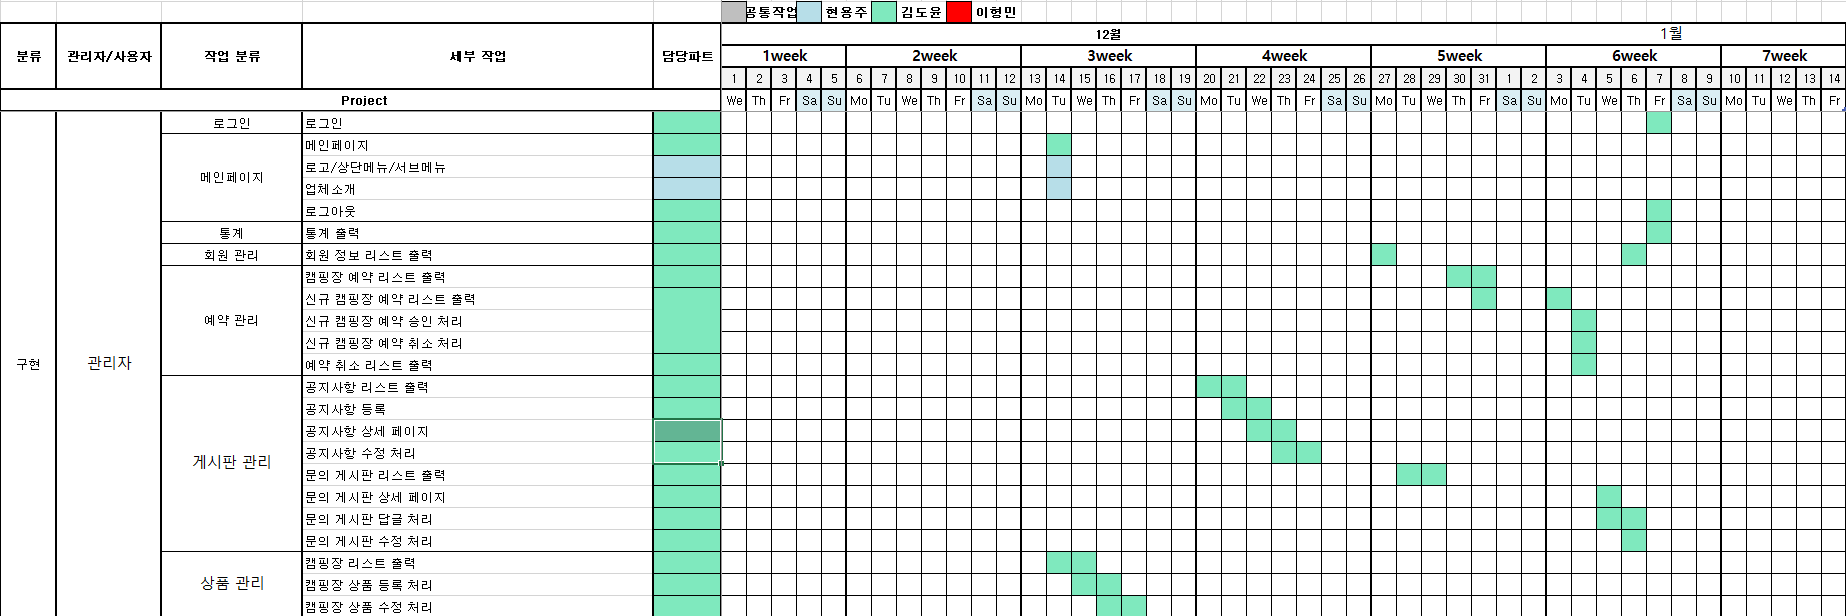 공통작업 현용주 김도윤 이형민
12월 1월
분류 관리자/사용자 작업 분류 세부 작업 담당파트
1week 2week 3week 4week 5week 6week 7week
1 2 3 4 5 6 7 8 9 10 11 12 13 14 15 16 17 18 19 20 21 22 23 24 25 26 27 28 29 30 31 1 2 3 4 5 6 7 8 9 10 11 12 13 14
Project We Th Fr Sa Su Mo Tu We Th Fr Sa Su Mo Tu We Th Fr Sa Su Mo Tu We Th Fr Sa Su Mo Tu We Th Fr Sa Su Mo Tu We Th Fr Sa Su Mo Tu We Th Fr
구현
관리자
로그인 로그인
메인페이지
메인페이지
로고/상단메뉴/서브메뉴
업체소개
로그아웃
통계 통계 출력
회원 관리 회원 정보 리스트 출력
예약 관리
캠핑장 예약 리스트 출력
신규 캠핑장 예약 리스트 출력
신규 캠핑장 예약 승인 처리
신규 캠핑장 예약 취소 처리
예약 취소 리스트 출력
게시판 관리
공지사항 리스트 출력
공지사항 등록
공지사항 상세 페이지
공지사항 수정 처리
문의 게시판 리스트 출력
문의 게시판 상세 페이지
문의 게시판 답글 처리
문의 게시판 수정 처리
상품 관리
캠핑장 리스트 출력
캠핑장 상품 등록 처리
캠핑장 상품 수정 처리